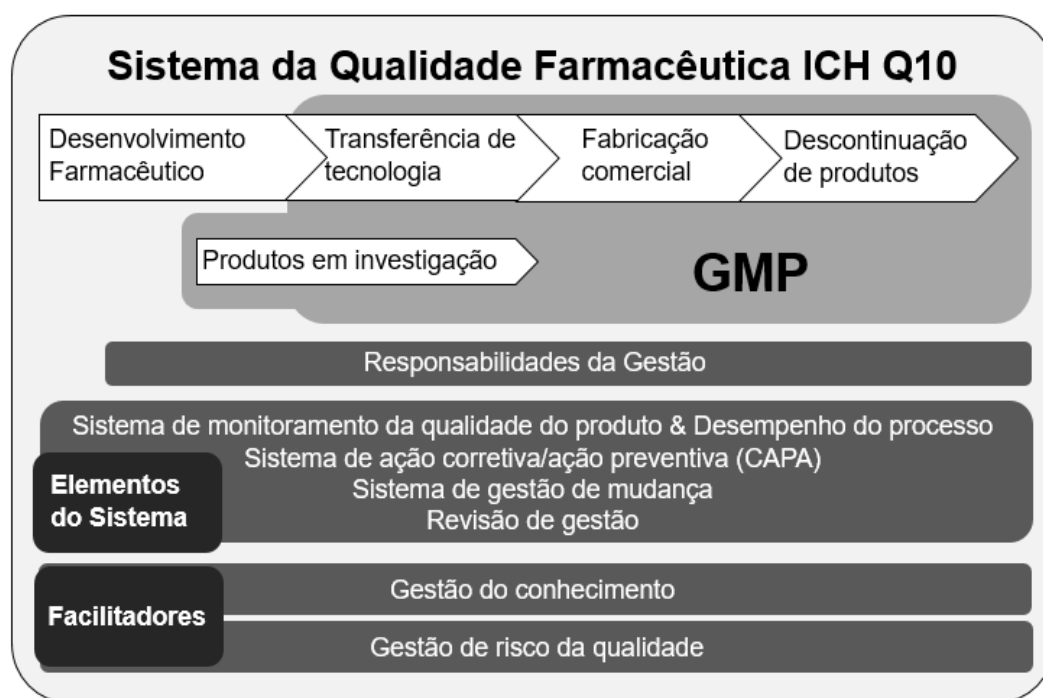 Sistema da Qualidade Farmacêutica ICH Q10
Desenvolvimento
Farmacêutico
Transferência de
tecnologia
Fabricação
comercial
Descontinuação
de produtos
Produtos em investigação
GMP
Responsabilidades da Gestão
Sistema de monitoramento da qualidade do produto & Desempenho do processo
Sistema de ação corretiva/ação preventiva (CAPA)
Sistema de gestão de mudança
Revisão de gestão
Elementos
do Sistema
Facilitadores
Gestão do conhecimento
Gestão de risco da qualidade